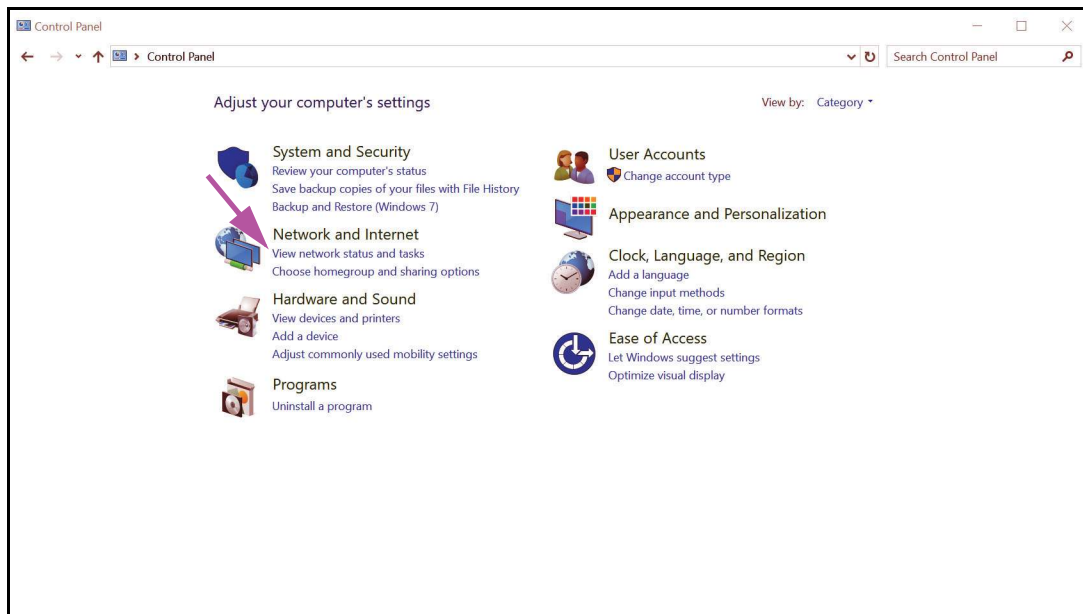 Control Panel
Control Panel
Search Control Panel
Adjust your computer's settings
View by: Category
System and Security
Review your computer's status
Save backup copies of your files with File History
Backup and Restore (Windows 7)
Network and Internet
View network status and tasks
Choose homegroup and sharing options
Hardware and Sound
View devices and printers
Add a device
Adjust commonly used mobility settings
Programs
Uninstall a program
User Accounts
Change account type
Appearance and Personalization
Clock, Language, and Region
Add a language
Change input methods
Change date, time, or number formats
Ease of Access
Let Windows suggest settings
Optimize visual display